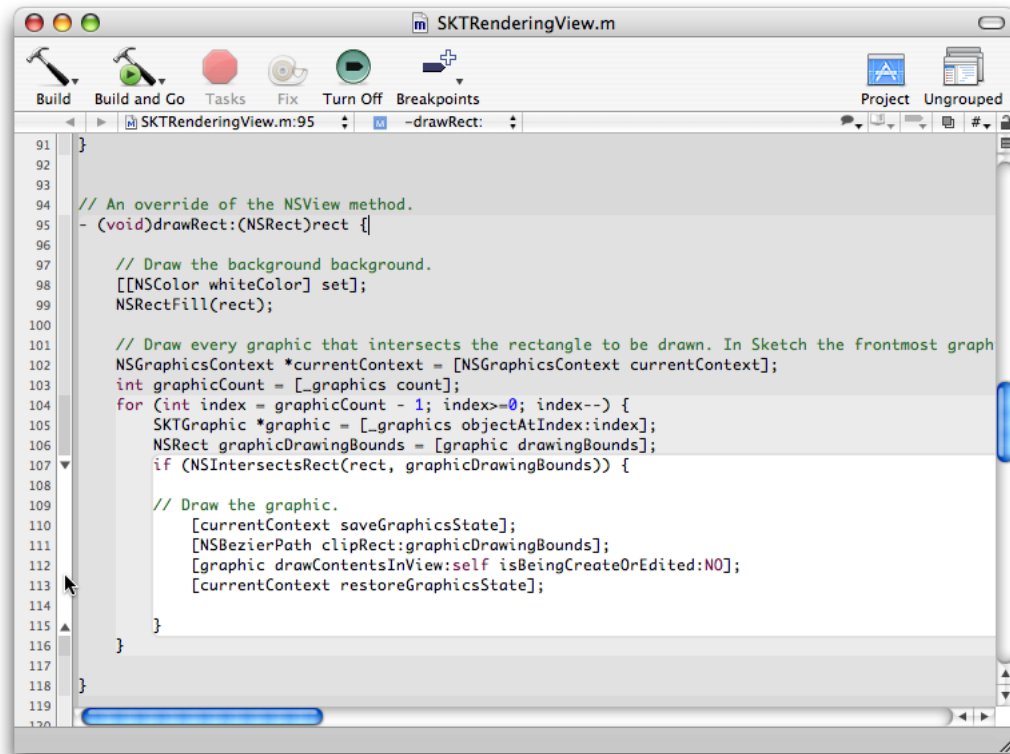 SKTRenderingView.m
Build Build and Go Tasks Fix Turn Off Breakpoints Project Ungrouped
SKTRenderingView.m:95 M -drawRect: #
91 }
92
93
94 // An override of the NSView method.
95 - (void)drawRect:(NSRect)rect {
96
97 // Draw the background background.
98 [[NSColor whiteColor] set];
99 NSRectFill(rect);
100
101 // Draw every graphic that intersects the rectangle to be drawn. In Sketch the frontmost graph
102 NSGraphicsContext *currentContext = [NSGraphicsContext currentContext];
103 int graphicCount = [_graphics count];
104 for (int index = graphicCount - 1; index>=0; index--) {
105 SKTGraphic *graphic = [_graphics objectAtIndex:index];
106 NSRect graphicDrawingBounds = [graphic drawingBounds];
107 if (NSIntersectsRect(rect, graphicDrawingBounds)) {
108
109 // Draw the graphic.
110 [currentContext saveGraphicsState];
111 [NSBezierPath clipRect:graphicDrawingBounds];
112 [graphic drawContentsInView:self isBeingCreateOrEdited:NO];
113 [currentContext restoreGraphicsState];
114
115 }
116 }
117
118 }
119
120